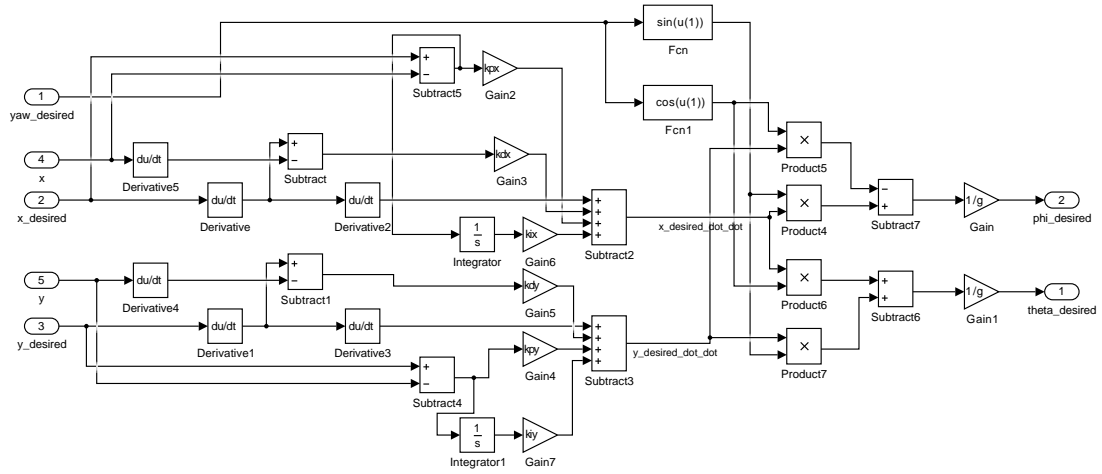 sin(u(1))
Fcn
+
−
Subtract5
kpx
Gain2
1
yaw_desired
cos(u(1))
Fcn1
4
x
du/dt
Derivative5
+
−
Subtract
kdx
Gain3
×
Product5
2
x_desired
du/dt
Derivative
du/dt
Derivative2
+
+
+
+
Subtract2
x_desired_dot_dot
×
Product4
−
+
Subtract7
1/g
Gain
2
phi_desired
1
s
Integrator
kix
Gain6
5
y
du/dt
Derivative4
+
−
Subtract1
kdy
Gain5
×
Product6
+
+
Subtract6
1/g
Gain1
1
theta_desired
3
y_desired
du/dt
Derivative1
du/dt
Derivative3
+
+
+
+
Subtract3
y_desired_dot_dot
×
Product7
+
−
Subtract4
kpy
Gain4
1
s
Integrator1
kiy
Gain7